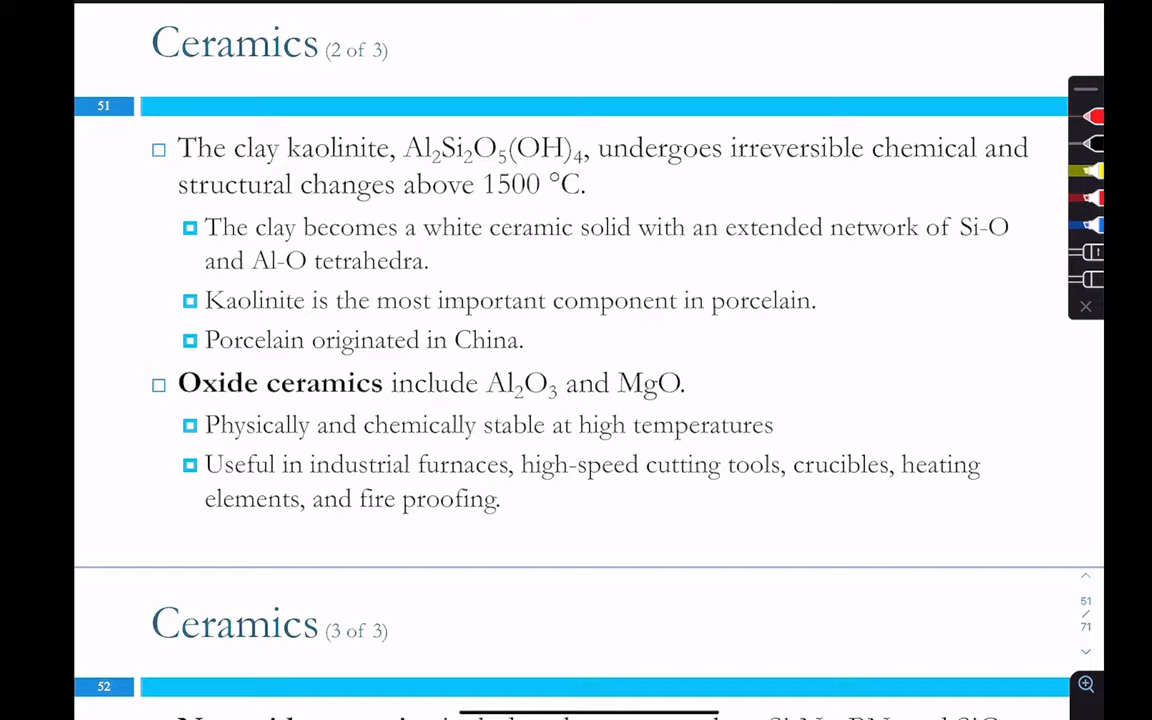 Ceramics (2 of 3)
51
The clay kaolinite, Al₂Si₂O₅(OH)₄, undergoes irreversible chemical and
structural changes above 1500 °C.
The clay becomes a white ceramic solid with an extended network of Si-O
and Al-O tetrahedra.
Kaolinite is the most important component in porcelain.
Porcelain originated in China.
Oxide ceramics include Al₂O₃ and MgO.
Physically and chemically stable at high temperatures
Useful in industrial furnaces, high-speed cutting tools, crucibles, heating
elements, and fire proofing.
51
/
71
Ceramics (3 of 3)
52